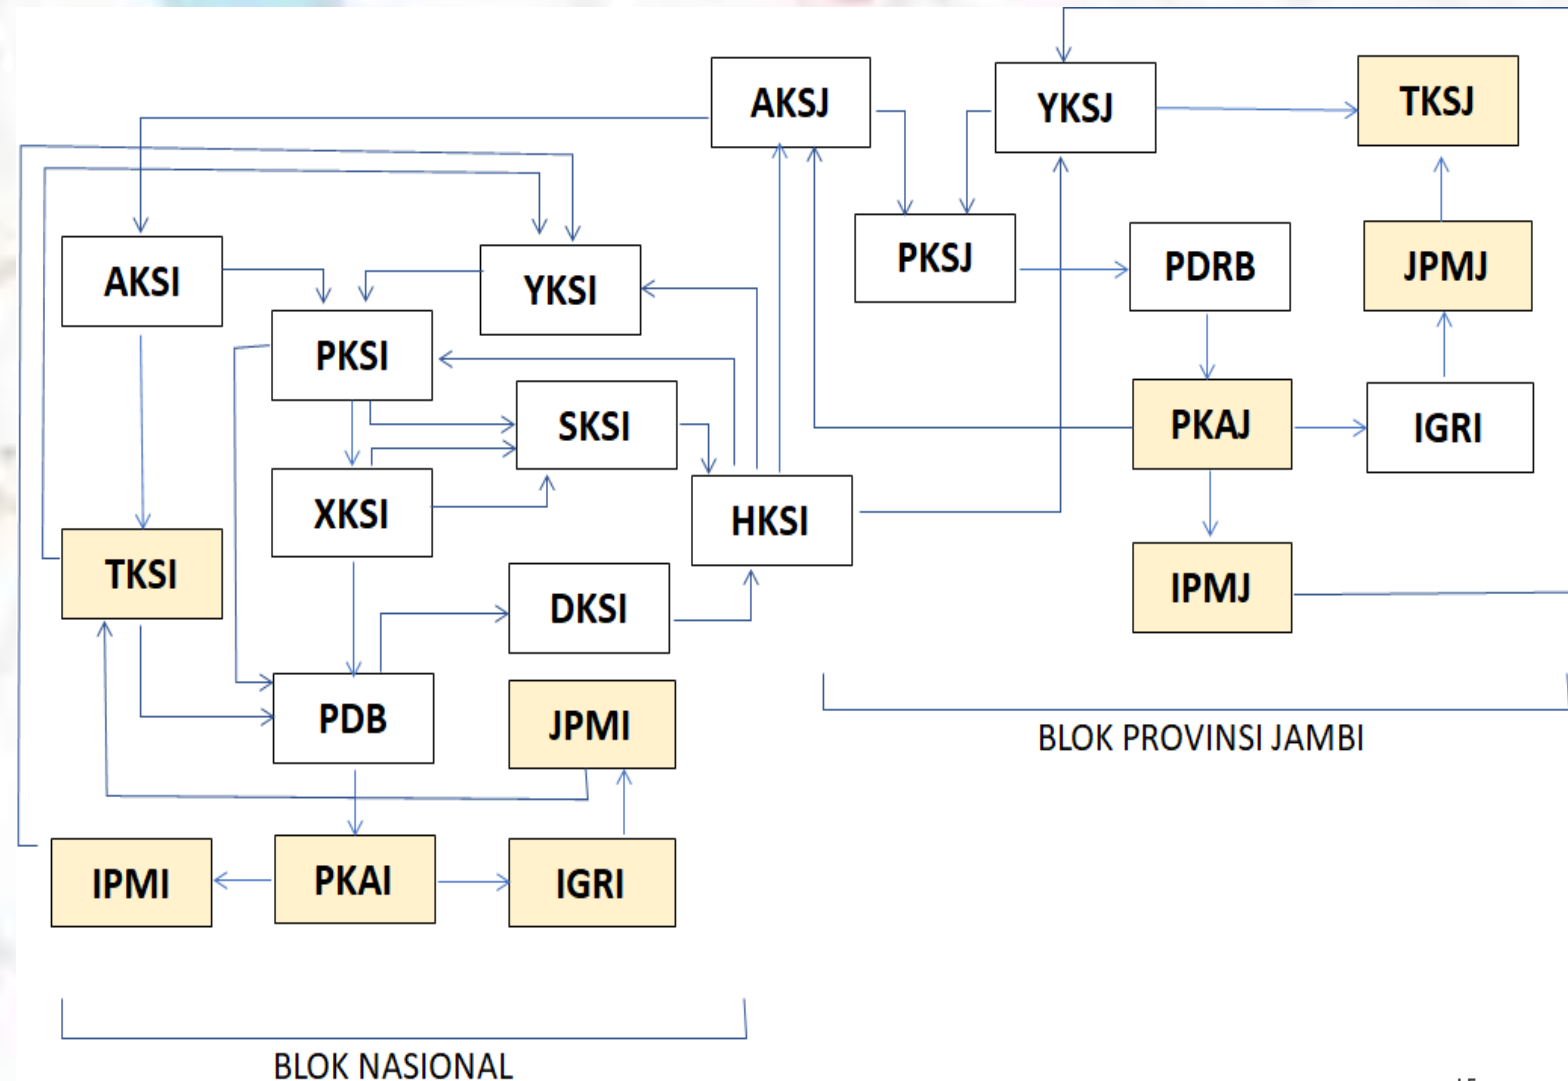 AKSJ
YKSJ
TKSJ
AKSI
YKSI
PKSJ
PDRB
JPMJ
PKSI
SKSI
PKAJ
IGRI
XKSI
HKSI
TKSI
DKSI
IPMJ
PDB
JPMI
BLOK PROVINSI JAMBI
IPMI
PKAI
IGRI
BLOK NASIONAL